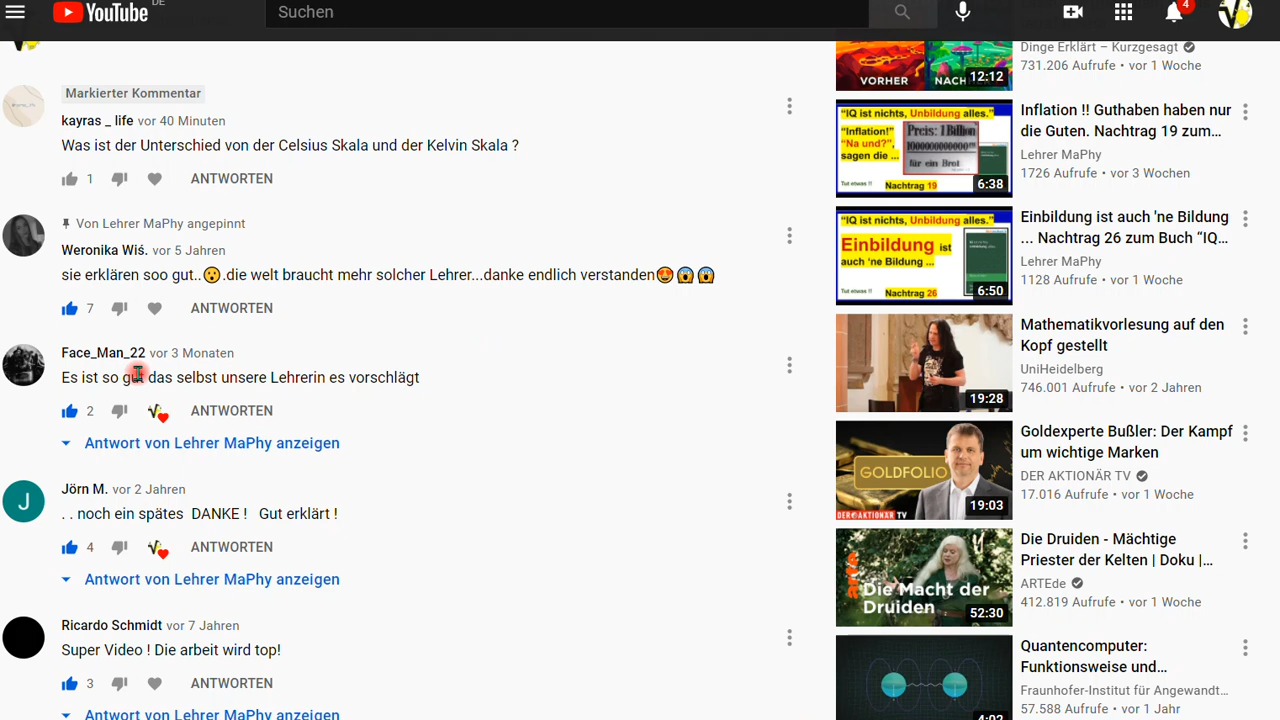 YouTube DE
Suchen
4
Markierter Kommentar
kayras _ life vor 40 Minuten
Was ist der Unterschied von der Celsius Skala und der Kelvin Skala ?
1 ANTWORTEN
Von Lehrer MaPhy angepinnt
Weronika Wiś. vor 5 Jahren
sie erklären soo gut..😮 die welt braucht mehr solcher Lehrer...danke endlich verstanden😍😱😱
7 ANTWORTEN
Face_Man_22 vor 3 Monaten
Es ist so gut das selbst unsere Lehrerin es vorschlägt
2 ANTWORTEN
Antwort von Lehrer MaPhy anzeigen
Jörn M. vor 2 Jahren
. . noch ein spätes DANKE ! Gut erklärt !
4 ANTWORTEN
Antwort von Lehrer MaPhy anzeigen
Ricardo Schmidt vor 7 Jahren
Super Video ! Die arbeit wird top!
3 ANTWORTEN
Antwort von Lehrer MaPhy anzeigen
J
VORHER
12:12
Dinge Erklärt – Kurzgesagt
731.206 Aufrufe • vor 1 Woche
"IQ ist nichts, Unbildung alles."
"Inflation!"
"Na und?",
sagen die ...
Preis: 1 Billion
für ein Brot
Tut etwas !!
Nachtrag 19
6:38
Inflation !! Guthaben haben nur
die Guten. Nachtrag 19 zum...
Lehrer MaPhy
1726 Aufrufe • vor 3 Wochen
"IQ ist nichts, Unbildung alles."
Einbildung ist
auch 'ne Bildung ...
Tut etwas !!
Nachtrag 26
6:50
Einbildung ist auch 'ne Bildung
... Nachtrag 26 zum Buch “IQ...
Lehrer MaPhy
1128 Aufrufe • vor 1 Woche
19:28
Mathematikvorlesung auf den
Kopf gestellt
UniHeidelberg
746.001 Aufrufe • vor 2 Jahren
GOLDFOLIO
DER AKTIONÄR TV
19:03
Goldexperte Bußler: Der Kampf
um wichtige Marken
DER AKTIONÄR TV
17.016 Aufrufe • vor 1 Woche
arte
Die Macht der
Druiden
52:30
Die Druiden - Mächtige
Priester der Kelten | Doku |...
ARTEde
412.819 Aufrufe • vor 1 Woche
4:02
Quantencomputer:
Funktionsweise und...
Fraunhofer-Institut für Angewandt...
57.588 Aufrufe • vor 1 Jahr